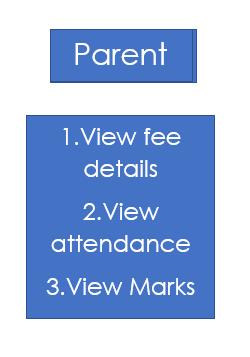 Parent
1.View fee
details
2.View
attendance
3.View Marks